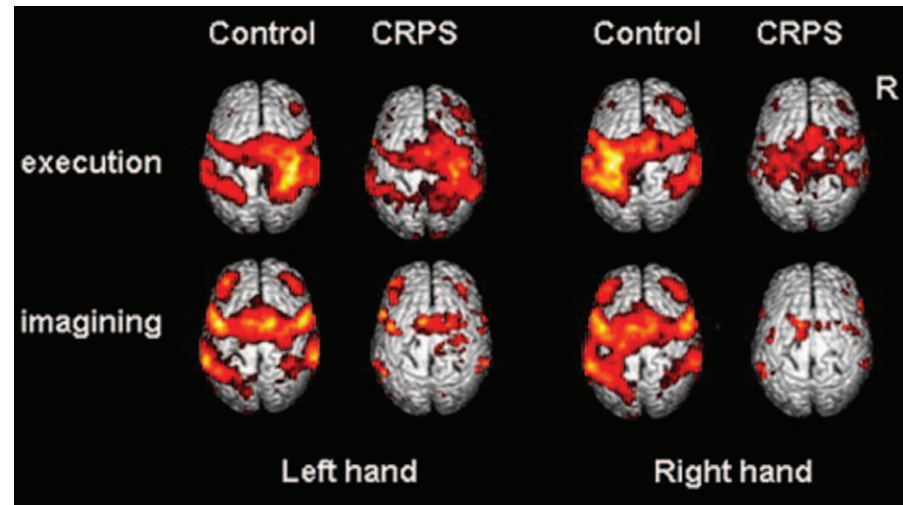 Control CRPS Control CRPS
R
execution
imagining
Left hand Right hand